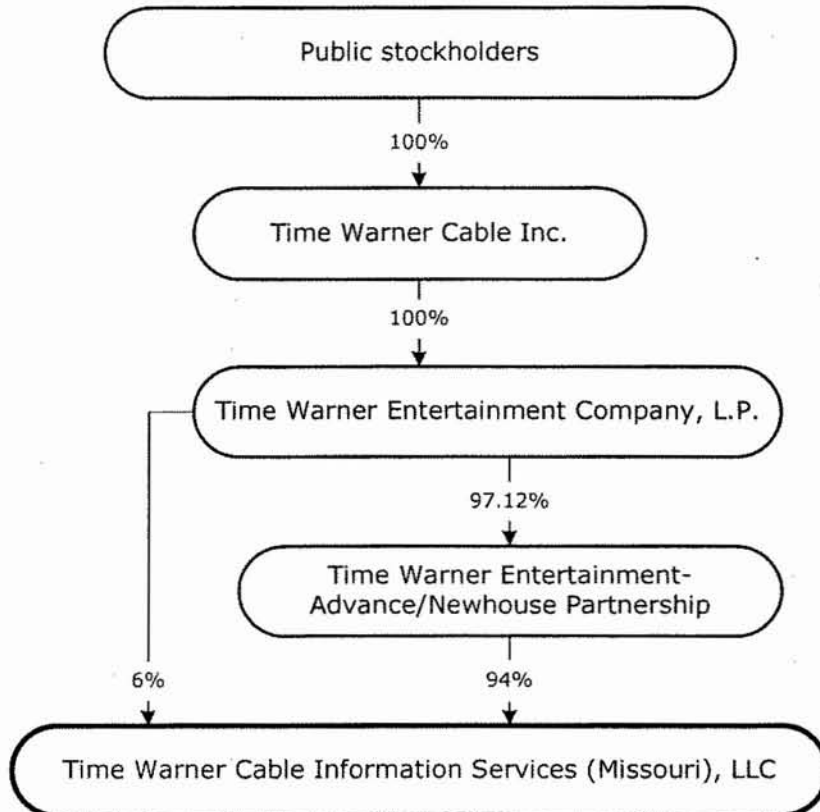 Public stockholders
100%
Time Warner Cable Inc.
100%
Time Warner Entertainment Company, L.P.
97.12%
Time Warner Entertainment-
Advance/Newhouse Partnership
6%
94%
Time Warner Cable Information Services (Missouri), LLC